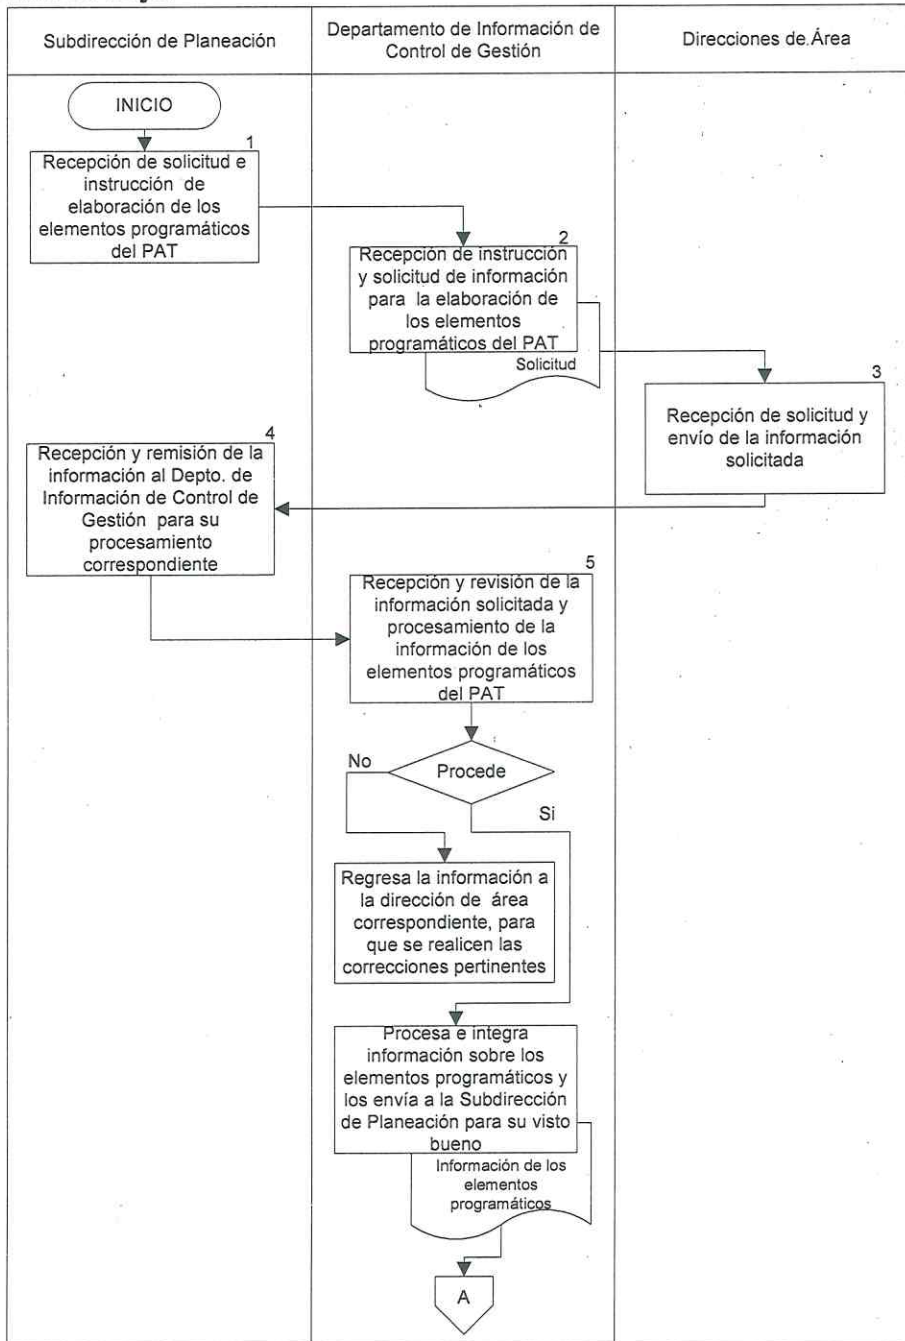 Subdirección de Planeación
Departamento de Información de
Control de Gestión
Direcciones de Área
INICIO
1
Recepción de solicitud e
instrucción de
elaboración de los
elementos programáticos
del PAT
2
Recepción de instrucción
y solicitud de información
para la elaboración de
los elementos
programáticos del PAT
Solicitud
3
Recepción de solicitud y
envío de la información
solicitada
4
Recepción y remisión de la
información al Depto. de
Información de Control de
Gestión para su
procesamiento
correspondiente
5
Recepción y revisión de la
información solicitada y
procesamiento de la
información de los
elementos programáticos
del PAT
Procede
No
Si
Regresa la información a
la dirección de área
correspondiente, para
que se realicen las
correcciones pertinentes
Procesa e integra
información sobre los
elementos programáticos y
los envía a la Subdirección
de Planeación para su visto
bueno
Información de los
elementos
programáticos
A